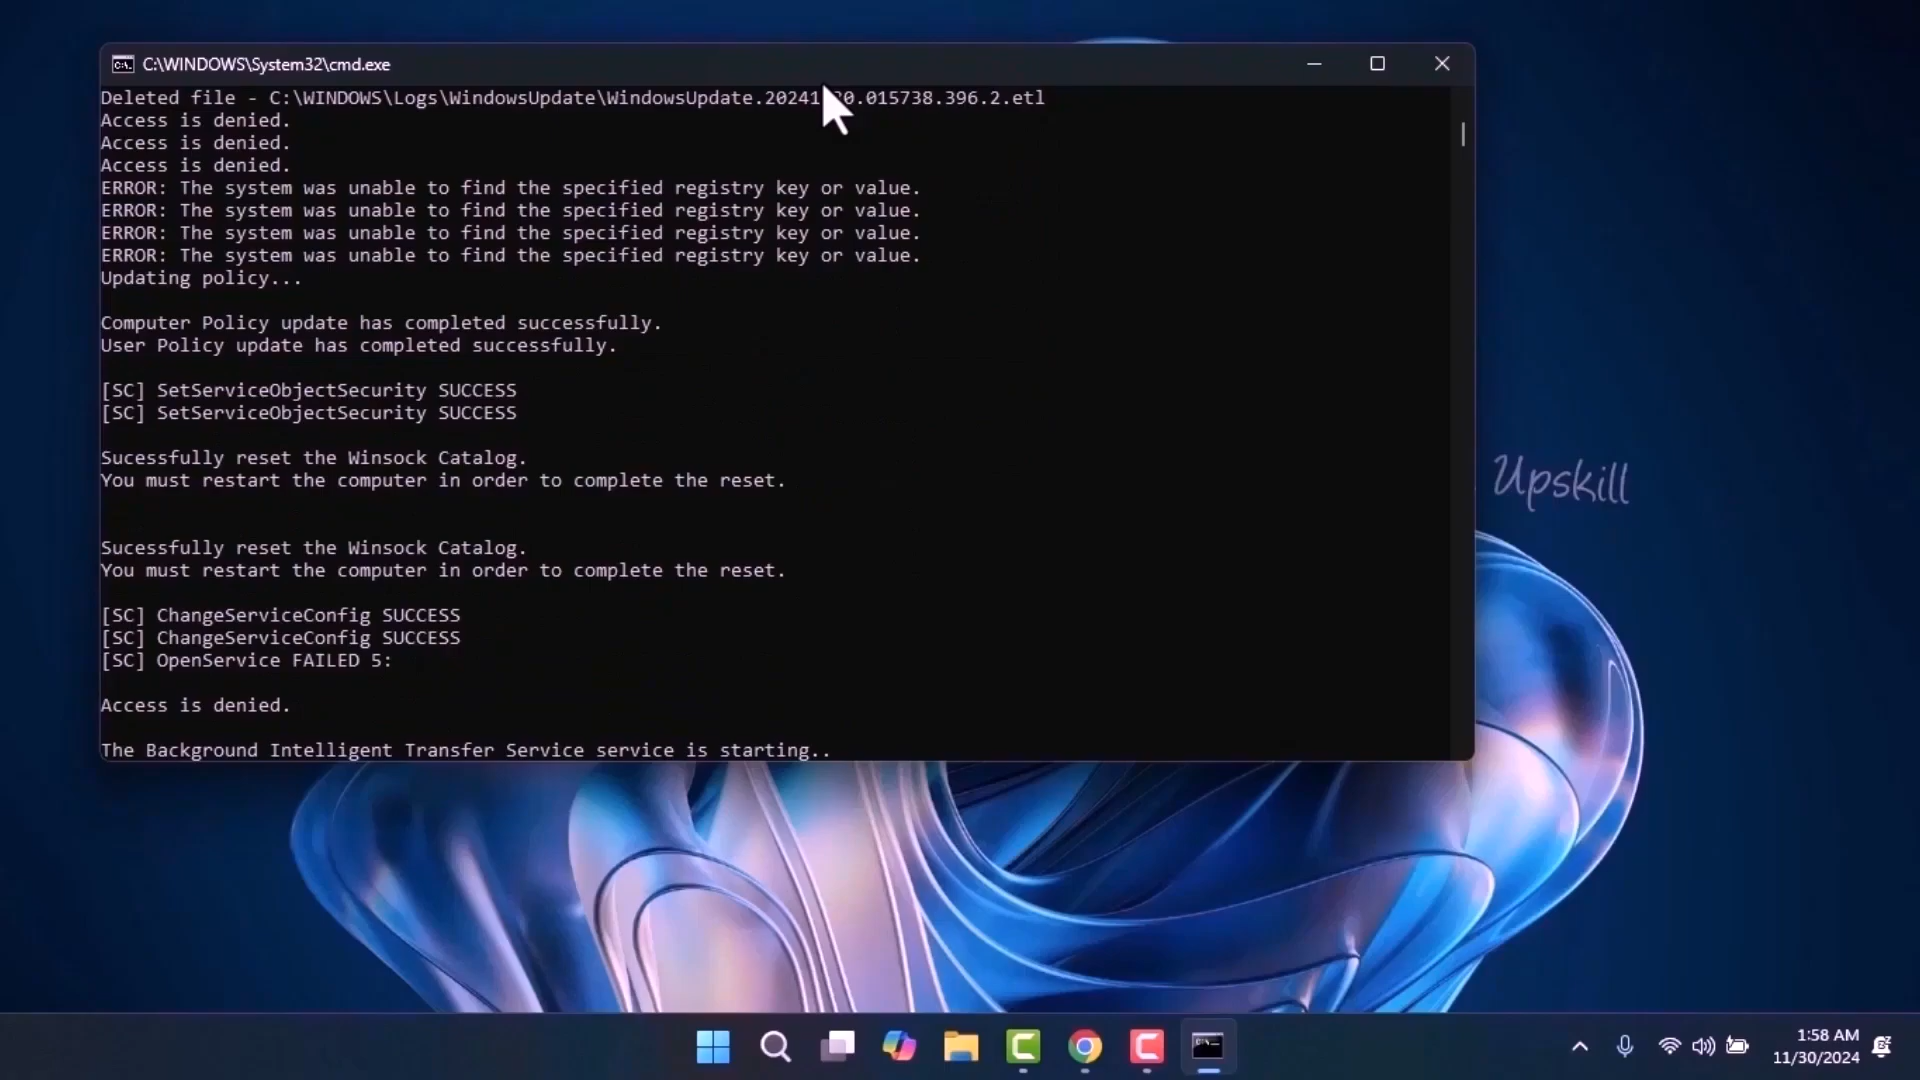 C:\WINDOWS\System32\cmd.exe
Deleted file - C:\WINDOWS\Logs\WindowsUpdate\WindowsUpdate.20241 0.015738.396.2.etl
Access is denied.
Access is denied.
Access is denied.
ERROR: The system was unable to find the specified registry key or value.
ERROR: The system was unable to find the specified registry key or value.
ERROR: The system was unable to find the specified registry key or value.
ERROR: The system was unable to find the specified registry key or value.
Updating policy...
Computer Policy update has completed successfully.
User Policy update has completed successfully.
[SC] SetServiceObjectSecurity SUCCESS
[SC] SetServiceObjectSecurity SUCCESS
Sucessfully reset the Winsock Catalog.
You must restart the computer in order to complete the reset.
Sucessfully reset the Winsock Catalog.
You must restart the computer in order to complete the reset.
[SC] ChangeServiceConfig SUCCESS
[SC] ChangeServiceConfig SUCCESS
[SC] OpenService FAILED 5:
Access is denied.
The Background Intelligent Transfer Service service is starting..
Upskill
1:58 AM
11/30/2024